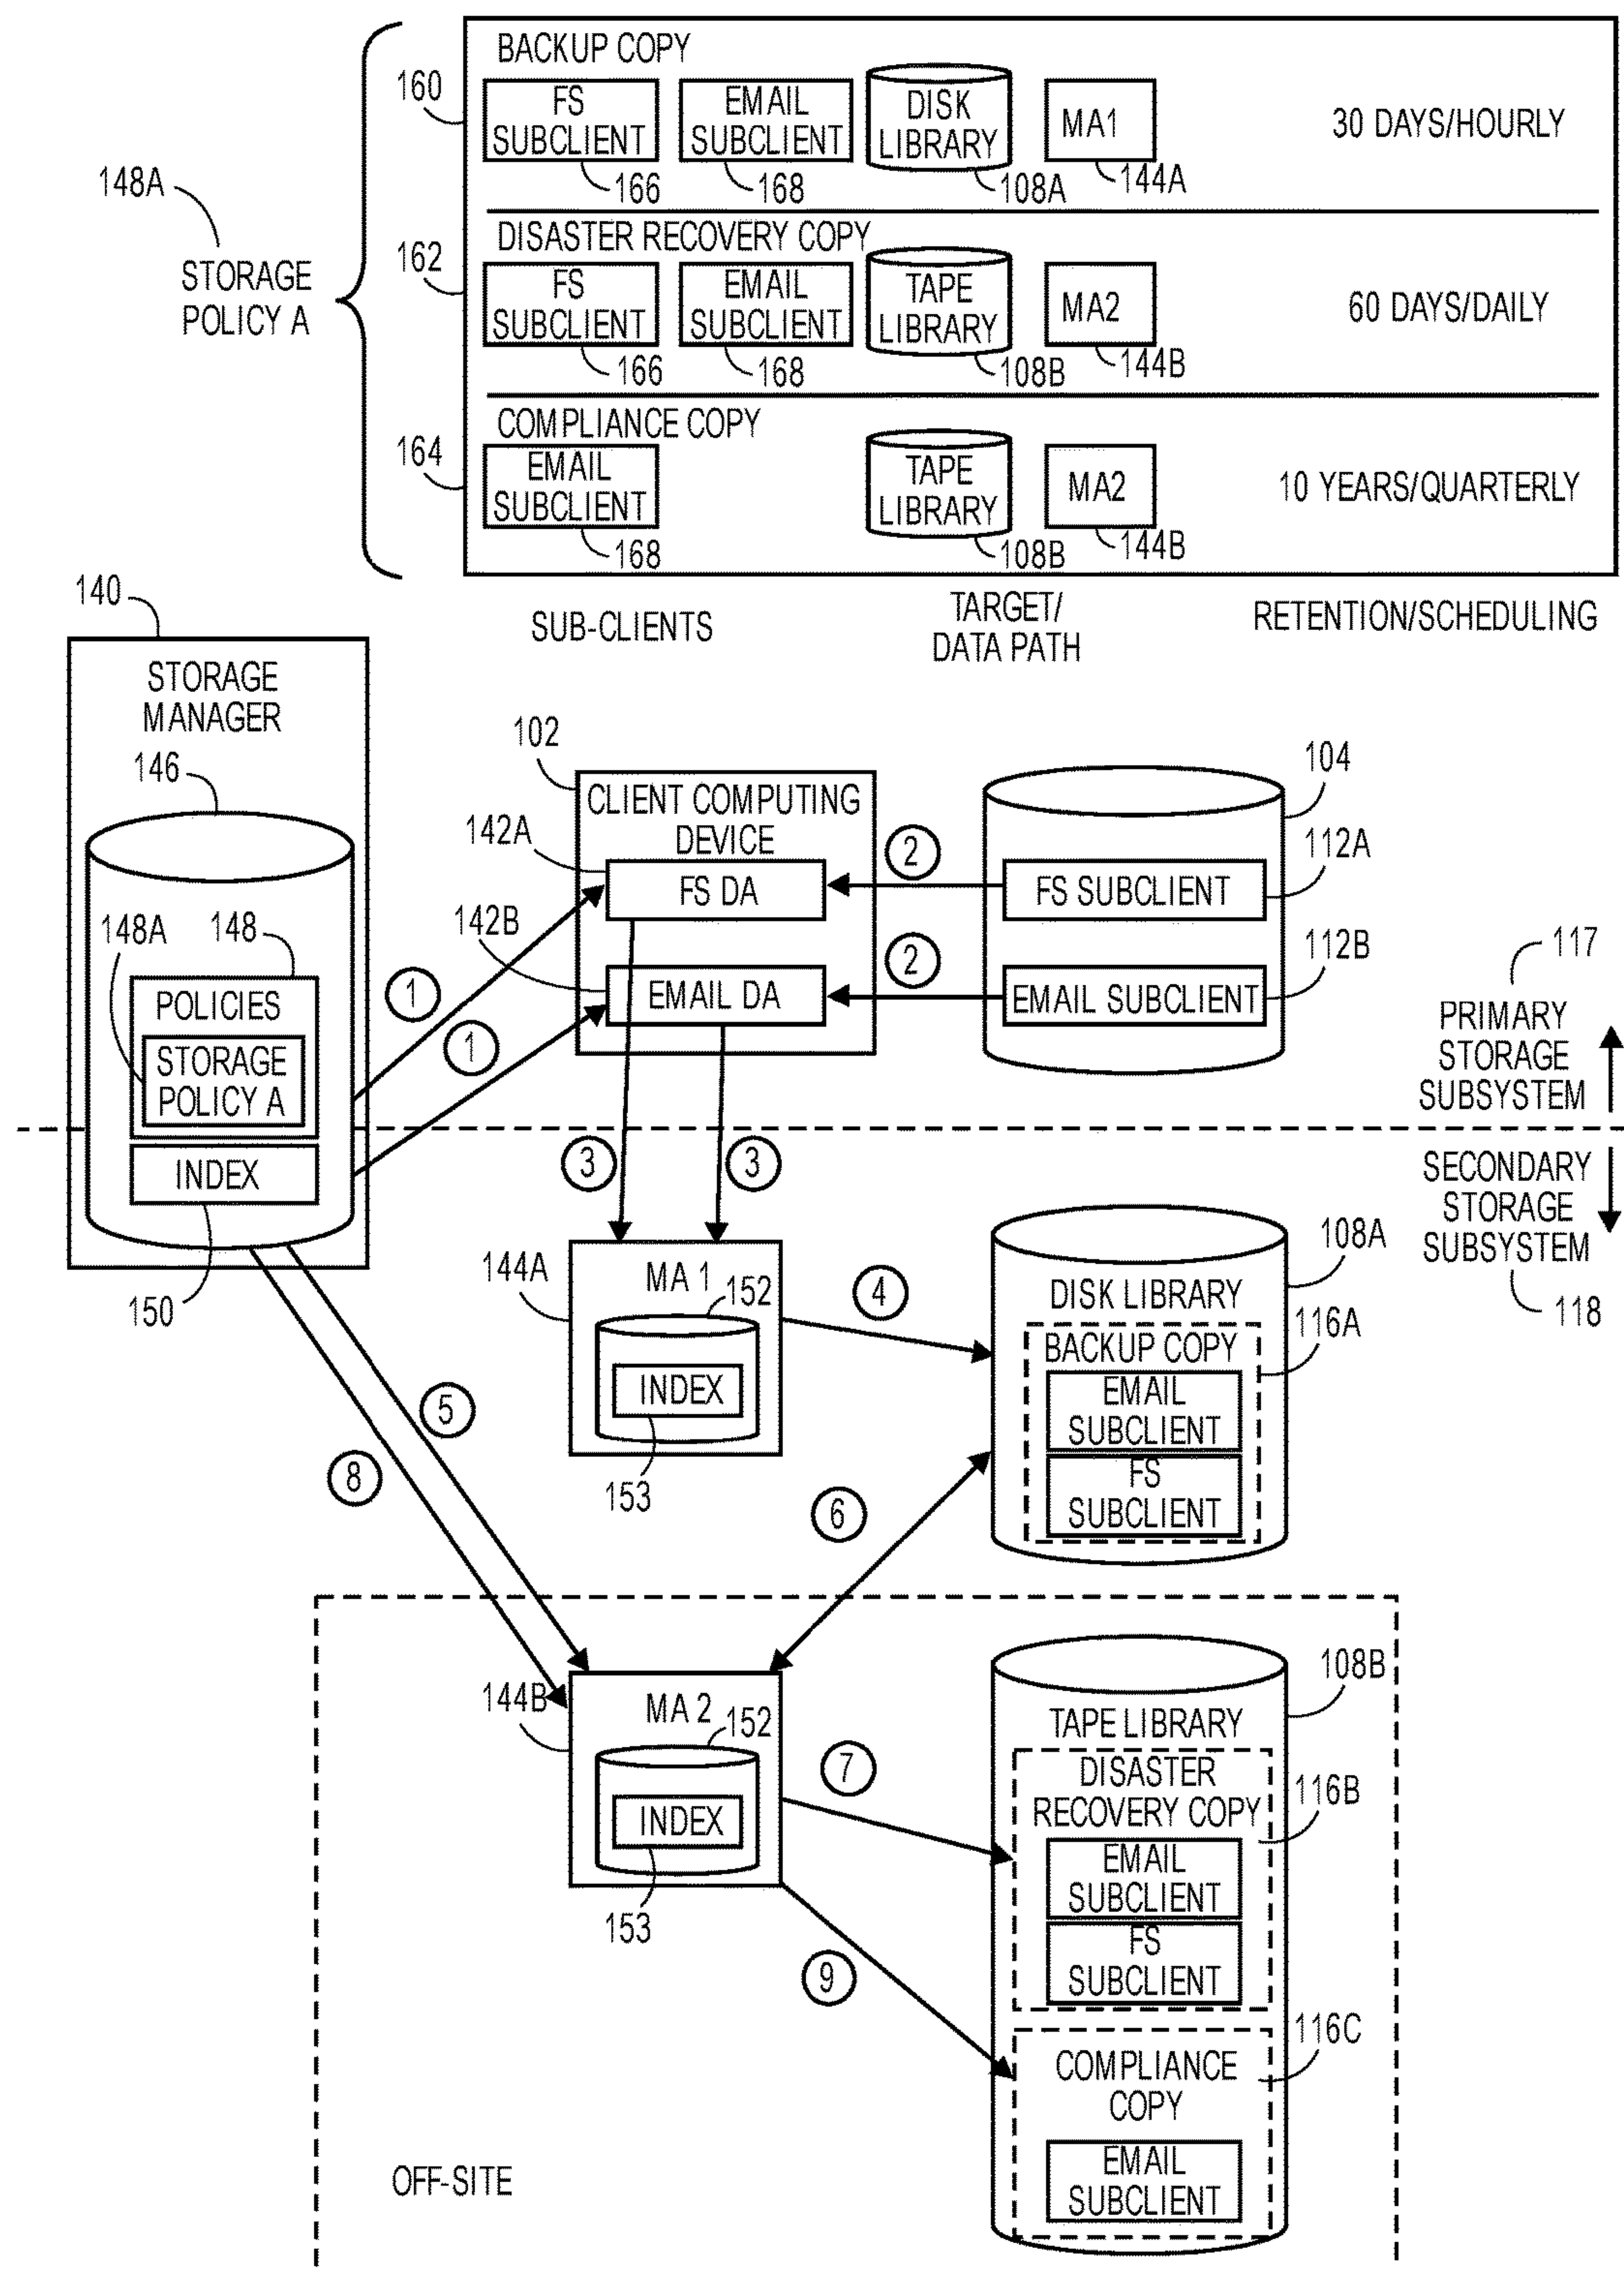 BACKUP COPY
160
FS
SUBCLIENT
166
EMAIL
SUBCLIENT
168
DISK
LIBRARY
108A
MA1
144A
30 DAYS/HOURLY
148A
STORAGE
POLICY A
DISASTER RECOVERY COPY
162
FS
SUBCLIENT
166
EMAIL
SUBCLIENT
168
TAPE
LIBRARY
108B
MA2
144B
60 DAYS/DAILY
COMPLIANCE COPY
164
EMAIL
SUBCLIENT
168
TAPE
LIBRARY
108B
MA2
144B
10 YEARS/QUARTERLY
SUB-CLIENTS
TARGET/
DATA PATH
RETENTION/SCHEDULING
140
STORAGE
MANAGER
146
148A
148
POLICIES
STORAGE
POLICY A
INDEX
150
1
1
102
CLIENT COMPUTING
DEVICE
142A
FS DA
142B
EMAIL DA
2
2
104
FS SUBCLIENT
112A
EMAIL SUBCLIENT
112B
117
PRIMARY
STORAGE
SUBSYSTEM
SECONDARY
STORAGE
SUBSYSTEM
118
3
3
144A
MA 1
152
INDEX
153
4
108A
DISK LIBRARY
116A
BACKUP COPY
EMAIL
SUBCLIENT
FS
SUBCLIENT
5
8
6
144B
MA 2
152
INDEX
153
7
9
108B
TAPE LIBRARY
DISASTER
RECOVERY COPY
116B
EMAIL
SUBCLIENT
FS
SUBCLIENT
116C
COMPLIANCE
COPY
EMAIL
SUBCLIENT
OFF-SITE